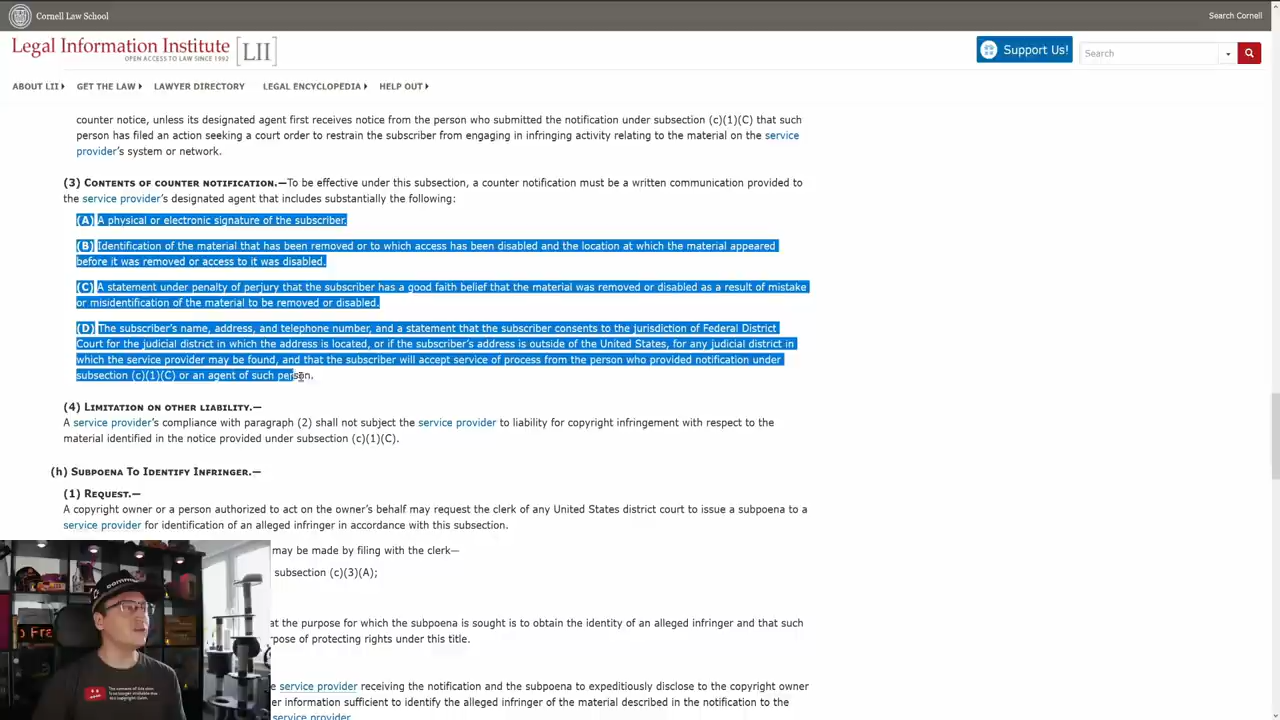 Cornell Law School
Search Cornell
Legal Information Institute [LII]
OPEN ACCESS TO LAW SINCE 1992
Support Us!
Search
ABOUT LII
GET THE LAW
LAWYER DIRECTORY
LEGAL ENCYCLOPEDIA
HELP OUT
counter notice, unless its designated agent first receives notice from the person who submitted the notification under subsection (c)(1)(C) that such
person has filed an action seeking a court order to restrain the subscriber from engaging in infringing activity relating to the material on the service
provider's system or network.
(3) Contents of counter notification.—To be effective under this subsection, a counter notification must be a written communication provided to
the service provider's designated agent that includes substantially the following:
(A) A physical or electronic signature of the subscriber.
(B) Identification of the material that has been removed or to which access has been disabled and the location at which the material appeared
before it was removed or access to it was disabled.
(C) A statement under penalty of perjury that the subscriber has a good faith belief that the material was removed or disabled as a result of mistake
or misidentification of the material to be removed or disabled.
(D) The subscriber's name, address, and telephone number, and a statement that the subscriber consents to the jurisdiction of Federal District
Court for the judicial district in which the address is located, or if the subscriber's address is outside of the United States, for any judicial district in
which the service provider may be found, and that the subscriber will accept service of process from the person who provided notification under
subsection (c)(1)(C) or an agent of such person.
(4) Limitation on other liability.—
A service provider's compliance with paragraph (2) shall not subject the service provider to liability for copyright infringement with respect to the
material identified in the notice provided under subsection (c)(1)(C).
(h) Subpoena To Identify Infringer.—
(1) Request.—
A copyright owner or a person authorized to act on the owner's behalf may request the clerk of any United States district court to issue a subpoena to a
service provider for identification of an alleged infringer in accordance with this subsection.
may be made by filing with the clerk—
subsection (c)(3)(A);
at the purpose for which the subpoena is sought is to obtain the identity of an alleged infringer and that such
rpose of protecting rights under this title.
e service provider receiving the notification and the subpoena to expeditiously disclose to the copyright owner
er information sufficient to identify the alleged infringer of the material described in the notification to the
service provider